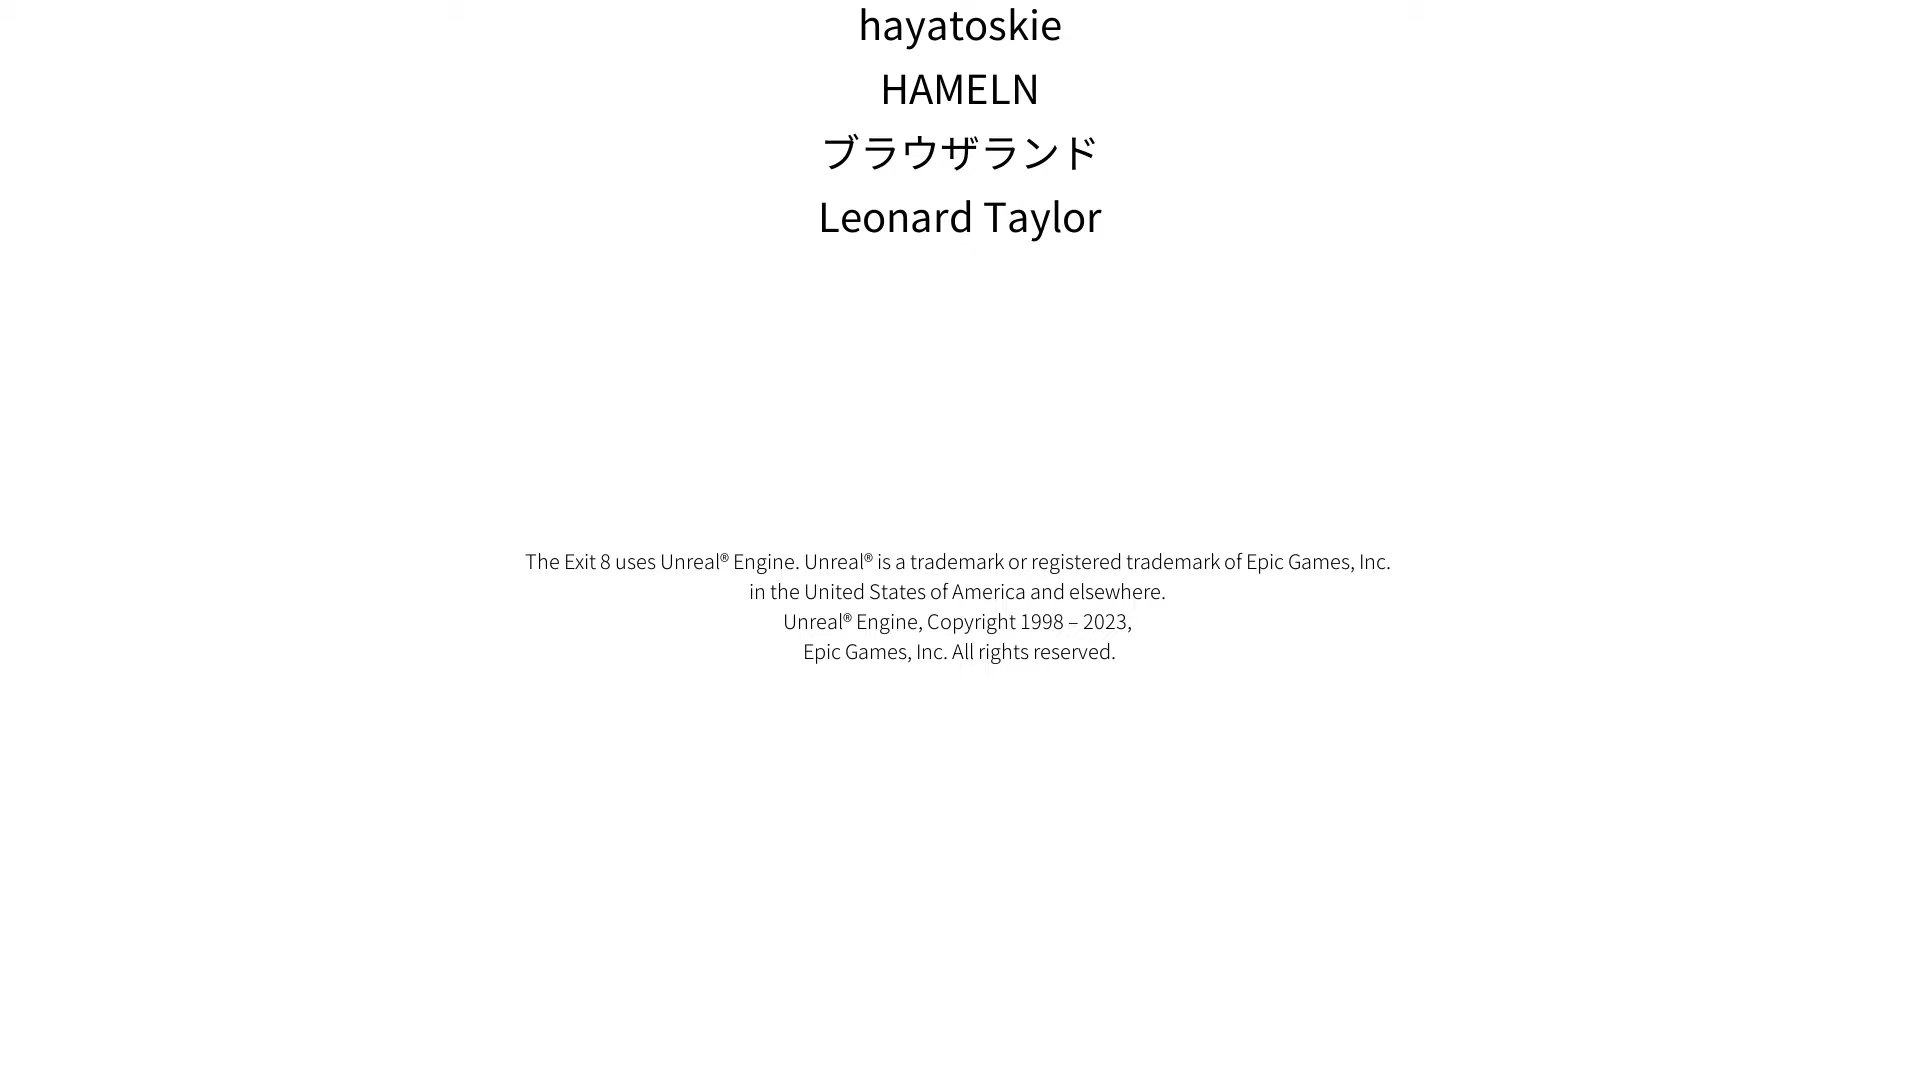 hayatoskie
HAMELN
ブラウザランド
Leonard Taylor
The Exit 8 uses Unreal® Engine. Unreal® is a trademark or registered trademark of Epic Games, Inc.
in the United States of America and elsewhere.
Unreal® Engine, Copyright 1998 – 2023,
Epic Games, Inc. All rights reserved.